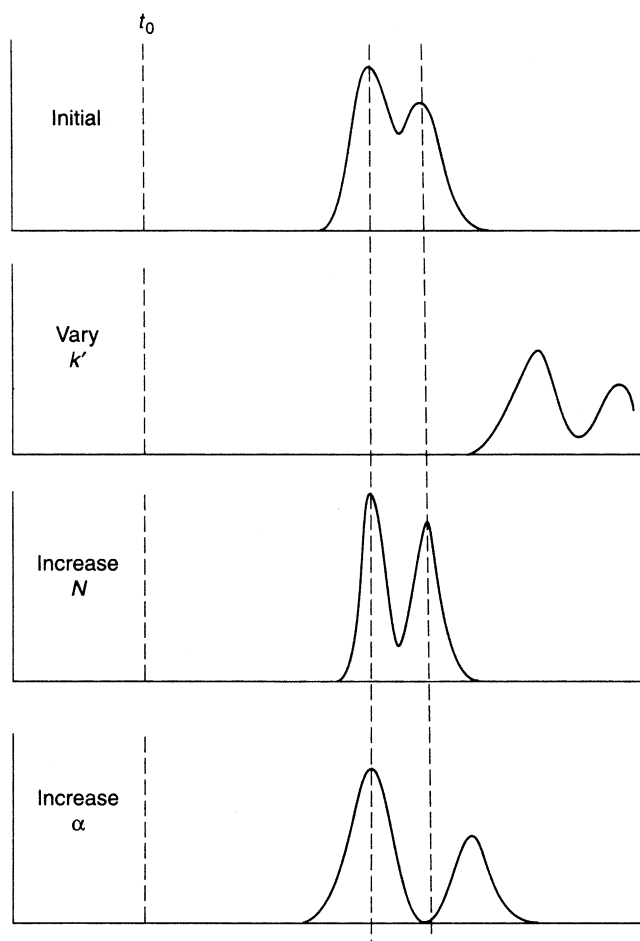 t₀
Initial
Vary
k′
Increase
N
Increase
α